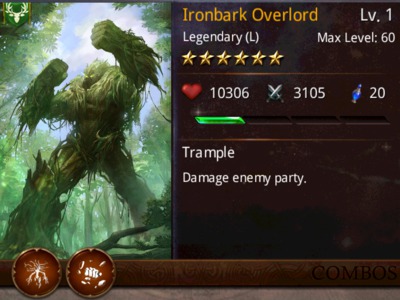 Ironbark Overlord Lv. 1
Legendary (L) Max Level: 60
10306 3105 20
Trample
Damage enemy party.
COMBOS